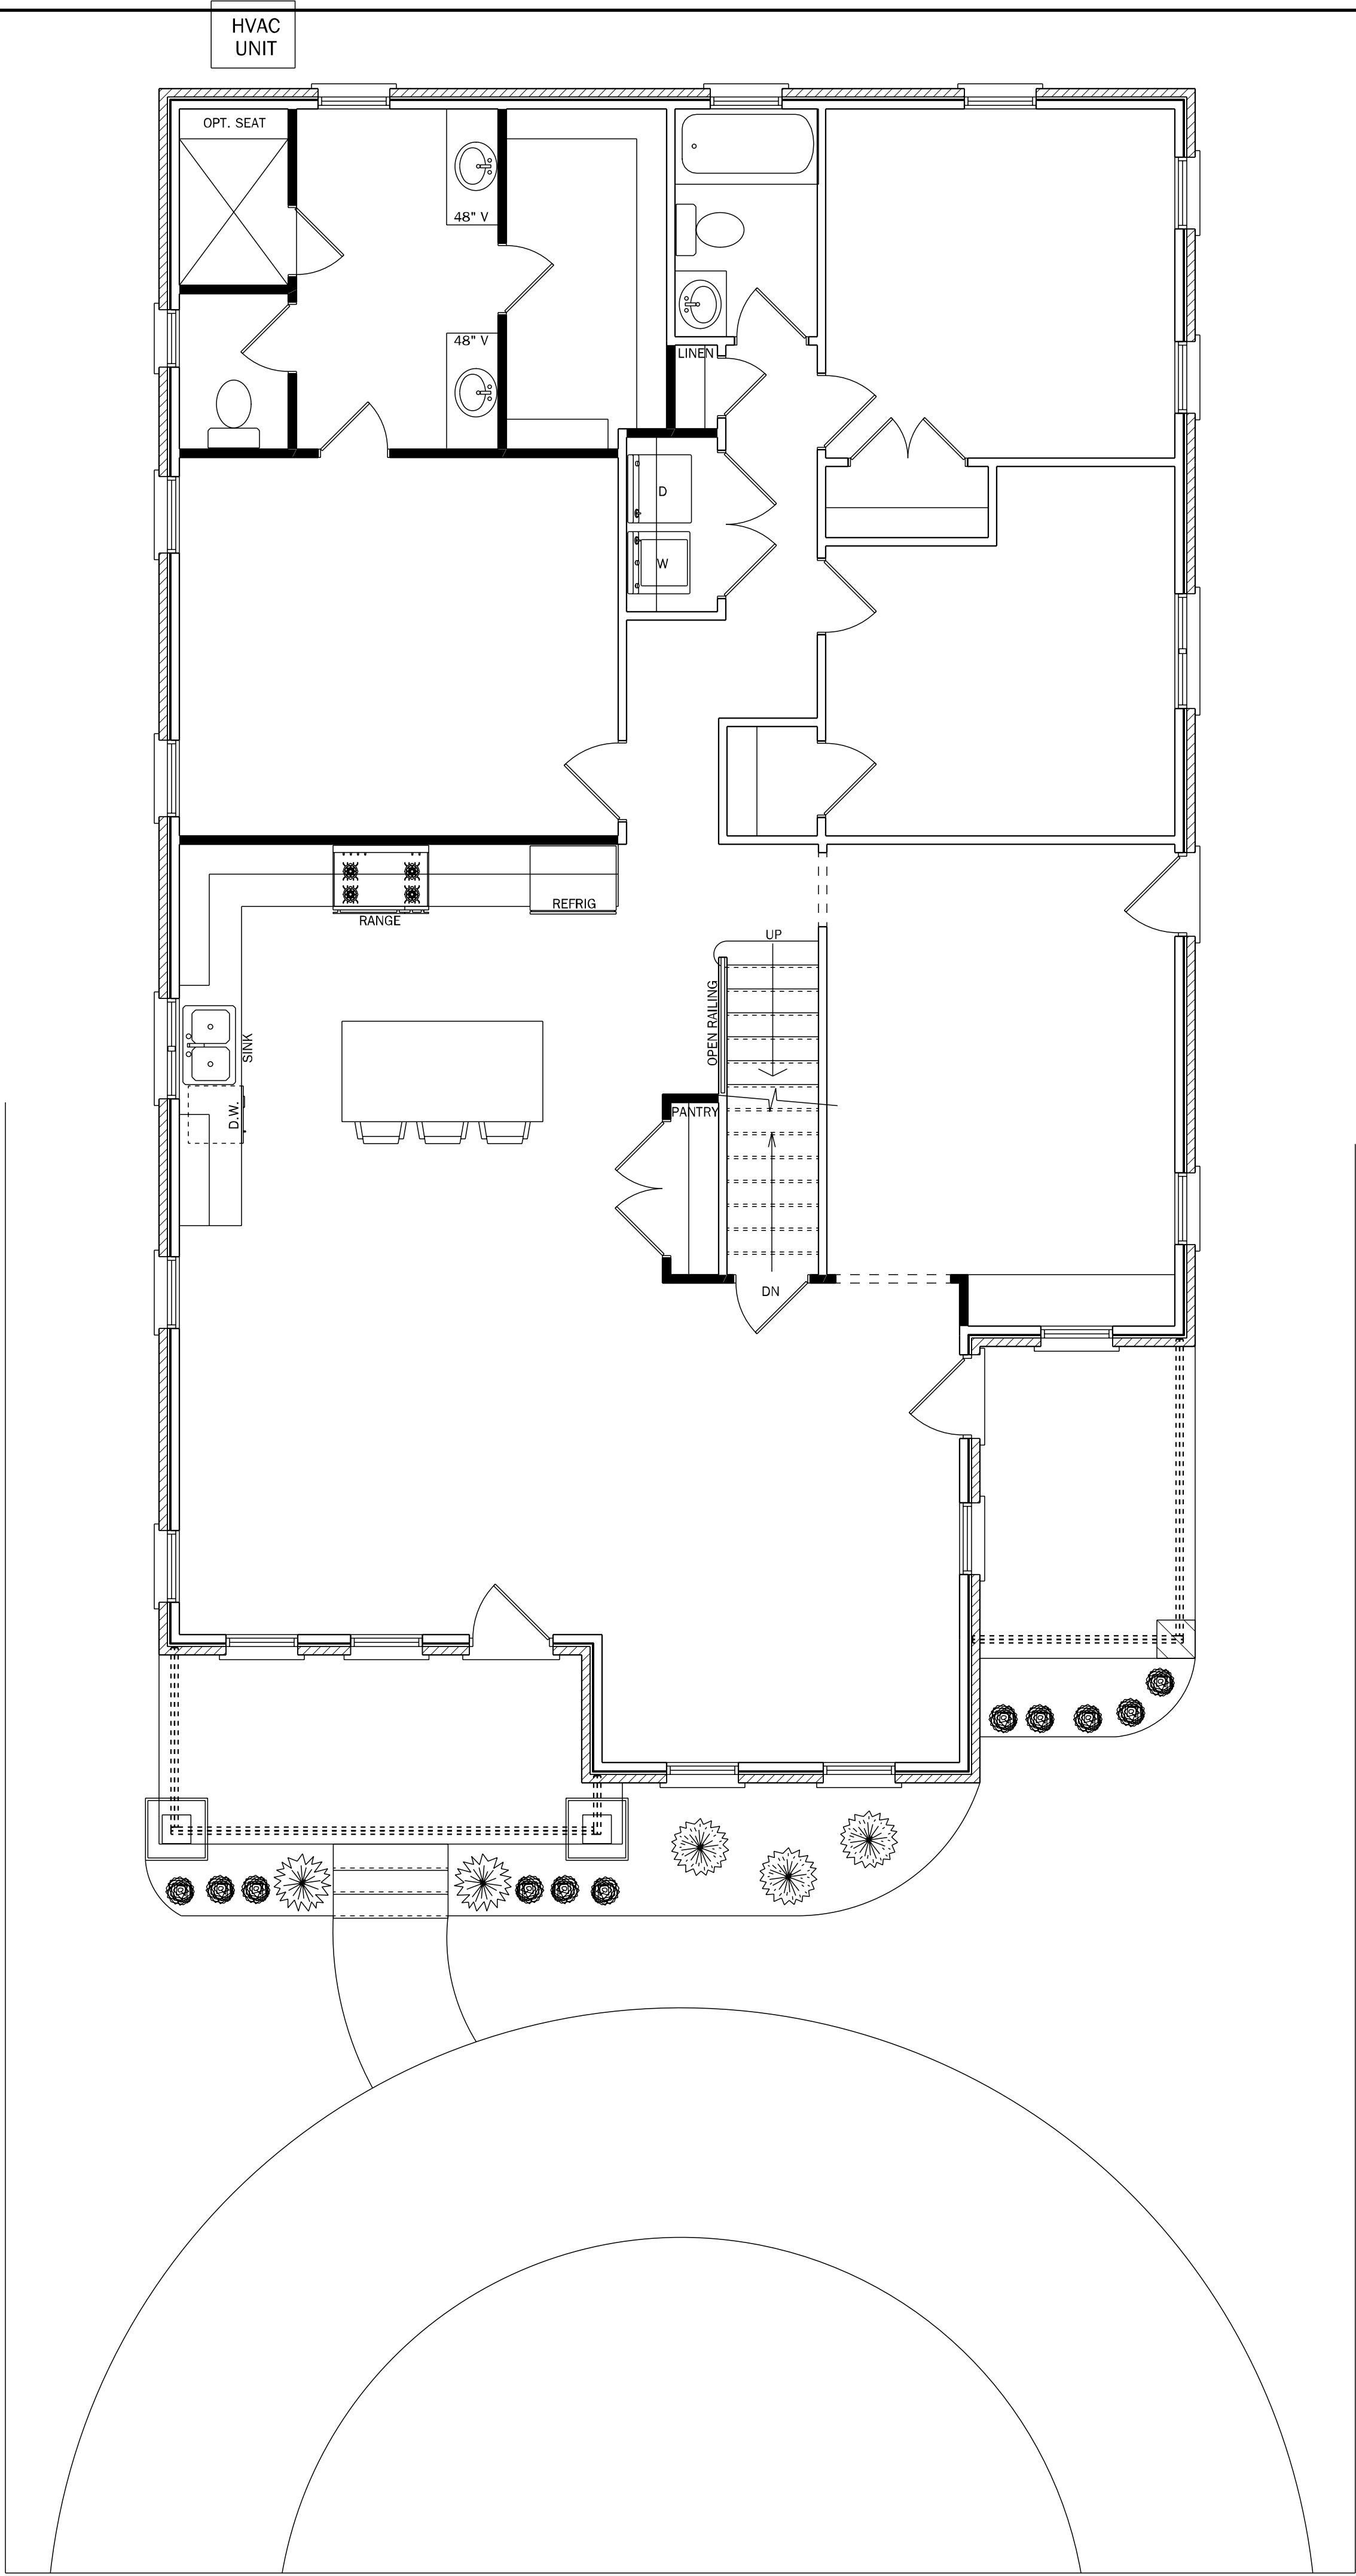 HVAC
UNIT
OPT. SEAT
48" V
48" V
LINEN
D
W
RANGE
REFRIG
UP
OPEN RAILING
SINK
D.W.
PANTRY
DN